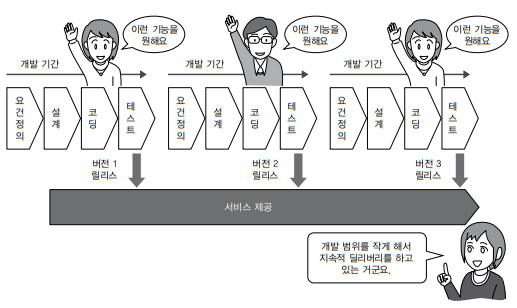 이런 기능을
원해요
이런 기능을
원해요
이런 기능을
원해요
개발 기간
개발 기간
개발 기간
요건정의
설계
코딩
테스트
요건정의
설계
코딩
테스트
요건정의
설계
코딩
테스트
버전 1
릴리스
버전 2
릴리스
버전 3
릴리스
서비스 제공
개발 범위를 작게 해서
지속적 딜리버리를 하고
있는 거군요.